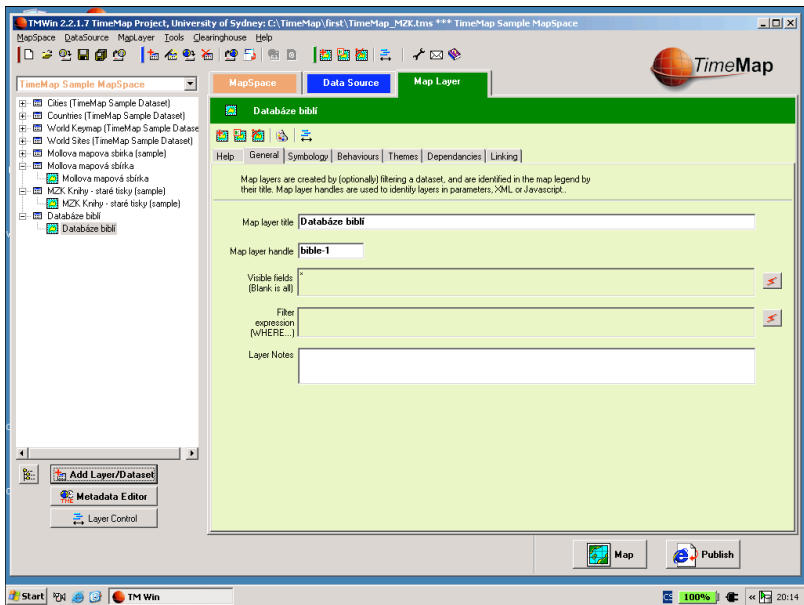 TMWin 2.2.1.7 TimeMap Project, University of Sydney: C:\TimeMap\first\TimeMap_MZK.tms *** TimeMap Sample MapSpace
MapSpace DataSource MapLayer Tools Clearinghouse Help
TimeMap
TimeMap Sample MapSpace
MapSpace Data Source Map Layer
Cities (TimeMap Sample Dataset)
Countries (TimeMap Sample Dataset)
World Keymap (TimeMap Sample Datase
World Sites (TimeMap Sample Dataset)
Mollova mapova sbirka (sample)
Mollova mapová sbírka
Mollova mapová sbírka
MZK Knihy - staré tisky (sample)
MZK Knihy - staré tisky (sample)
Databáze biblí
Databáze biblí
Databáze biblí
Help General Symbology Behaviours Themes Dependancies Linking
Map layers are created by (optionally) filtering a dataset, and are identified in the map legend by
their title. Map layer handles are used to identify layers in parameters, XML or Javascript..
Map layer title Databáze biblí
Map layer handle bible-1
Visible fields
(Blank is all)
*
Filter
expression
(WHERE...)
Layer Notes
Add Layer/Dataset
Metadata Editor
Layer Control
Map Publish
Start TM Win CS 100% « 20:14